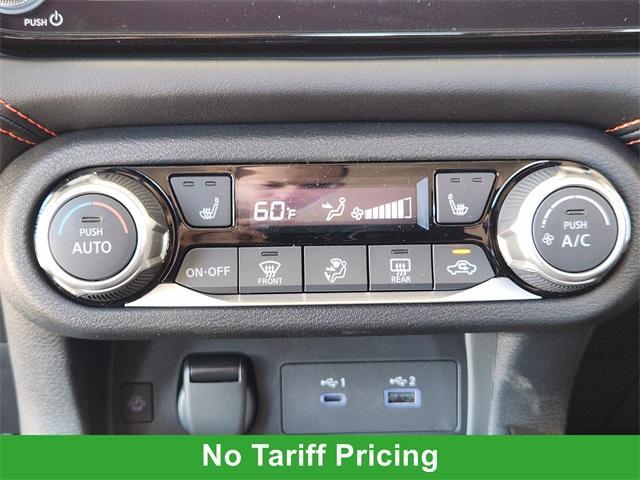 PUSH
60°F
PUSH
AUTO
PUSH
A/C
ON·OFF
FRONT
REAR
1
2
No Tariff Pricing